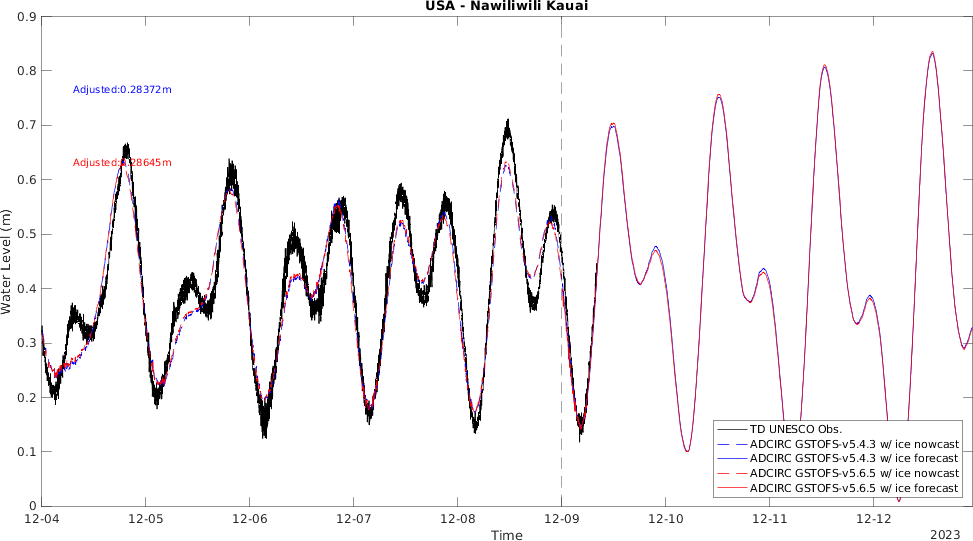 USA - Nawiliwili Kauai
0.9
0.8
0.7
0.6
0.5
0.4
0.3
0.2
0.1
0
Water Level (m)
Adjusted:0.28372m
Adjusted:0.28645m
TD UNESCO Obs.
ADCIRC GSTOFS-v5.4.3 w/ ice nowcast
ADCIRC GSTOFS-v5.4.3 w/ ice forecast
ADCIRC GSTOFS-v5.6.5 w/ ice nowcast
ADCIRC GSTOFS-v5.6.5 w/ ice forecast
12-04 12-05 12-06 12-07 12-08 12-09 12-10 12-11 12-12
Time
2023